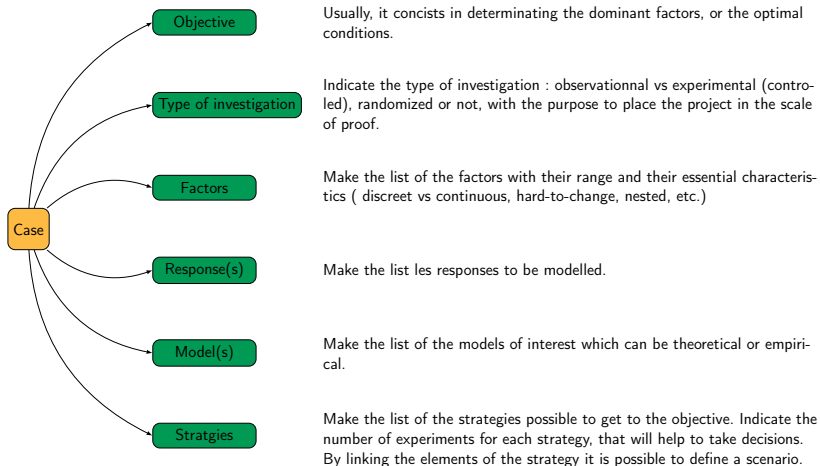 Objective
Usually, it concists in determinating the dominant factors, or the optimal
conditions.
Type of investigation
Indicate the type of investigation : observationnal vs experimental (contro-
led), randomized or not, with the purpose to place the project in the scale
of proof.
Factors
Make the list of the factors with their range and their essential characteris-
tics ( discreet vs continuous, hard-to-change, nested, etc.)
Case
Response(s)
Make the list les responses to be modelled.
Model(s)
Make the list of the models of interest which can be theoretical or empiri-
cal.
Stratgies
Make the list of the strategies possible to get to the objective. Indicate the
number of experiments for each strategy, that will help to take decisions.
By linking the elements of the strategy it is possible to define a scenario.